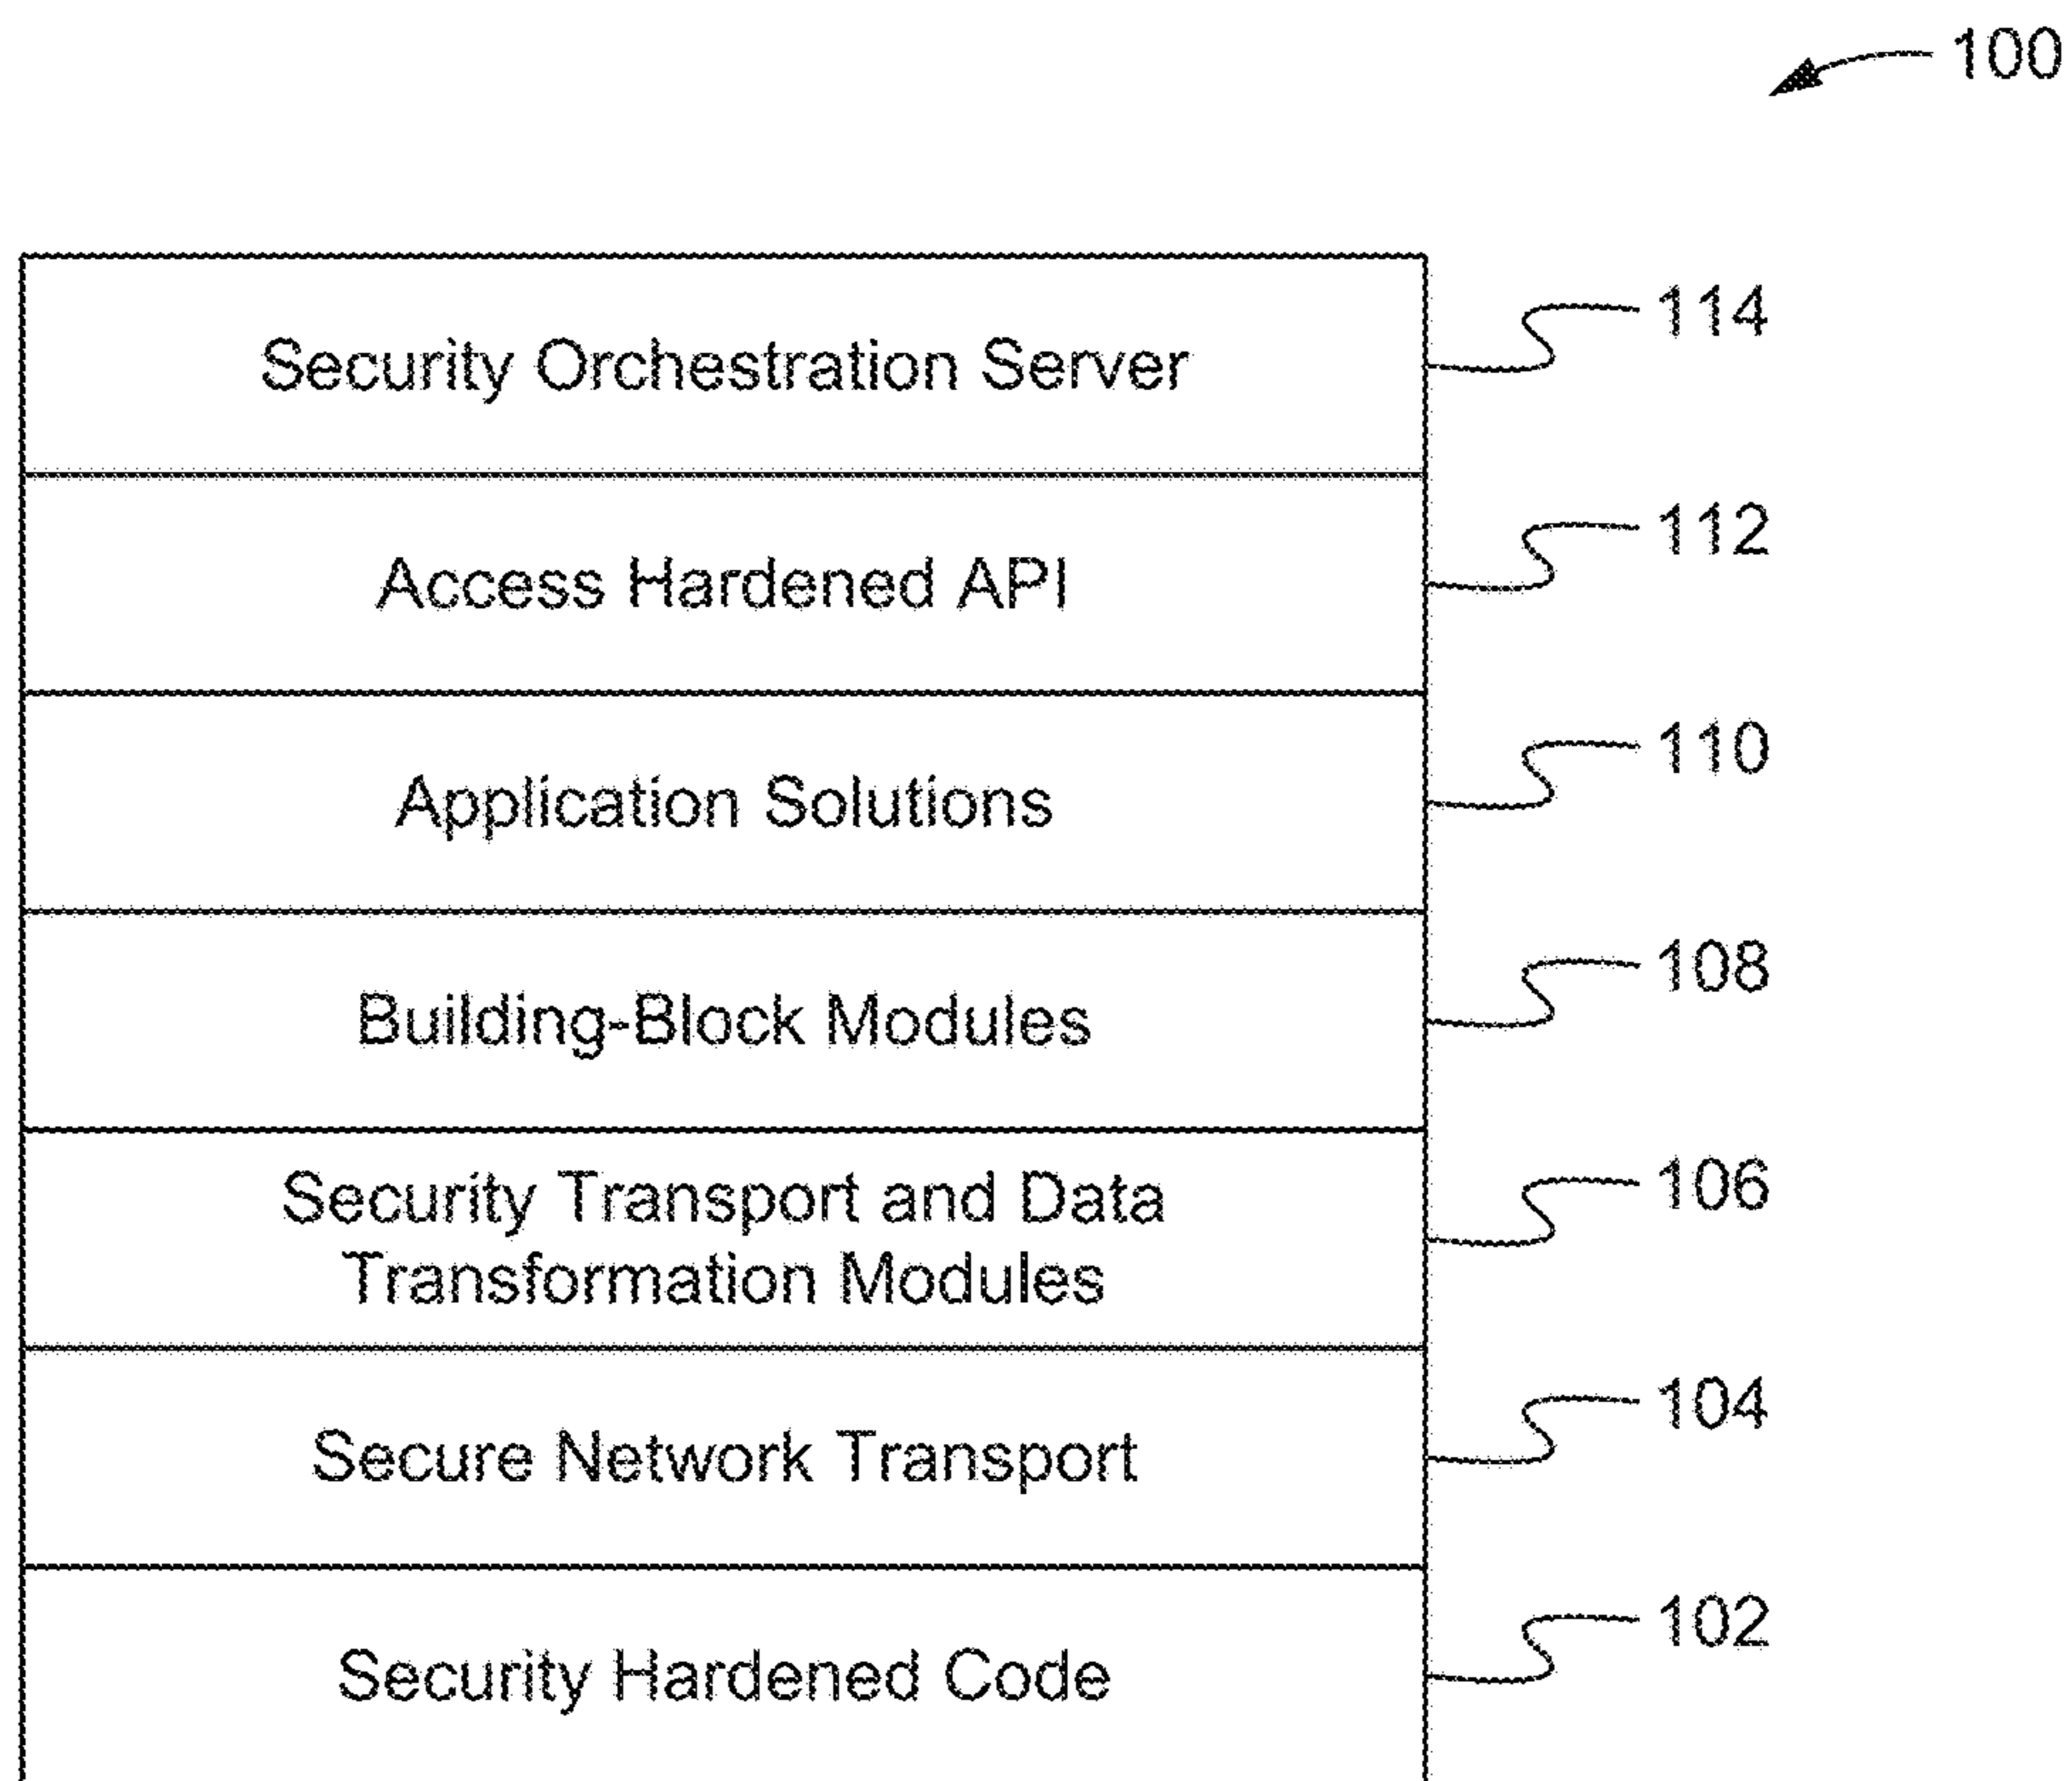 100
Security Orchestration Server
114
Access Hardened API
112
Application Solutions
110
Building-Block Modules
108
Security Transport and Data
Transformation Modules
106
Secure Network Transport
104
Security Hardened Code
102